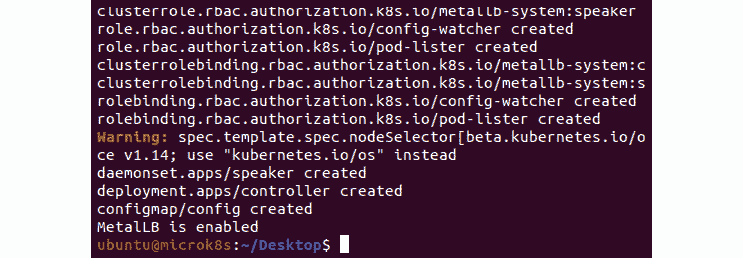 clusterrole.rbac.authorization.k8s.io/metallb-system:speaker
role.rbac.authorization.k8s.io/config-watcher created
role.rbac.authorization.k8s.io/pod-lister created
clusterrolebinding.rbac.authorization.k8s.io/metallb-system:c
clusterrolebinding.rbac.authorization.k8s.io/metallb-system:s
rolebinding.rbac.authorization.k8s.io/config-watcher created
rolebinding.rbac.authorization.k8s.io/pod-lister created
Warning: spec.template.spec.nodeSelector[beta.kubernetes.io/o
ce v1.14; use "kubernetes.io/os" instead
daemonset.apps/speaker created
deployment.apps/controller created
configmap/config created
MetalLB is enabled
ubuntu@microk8s:~/Desktop$